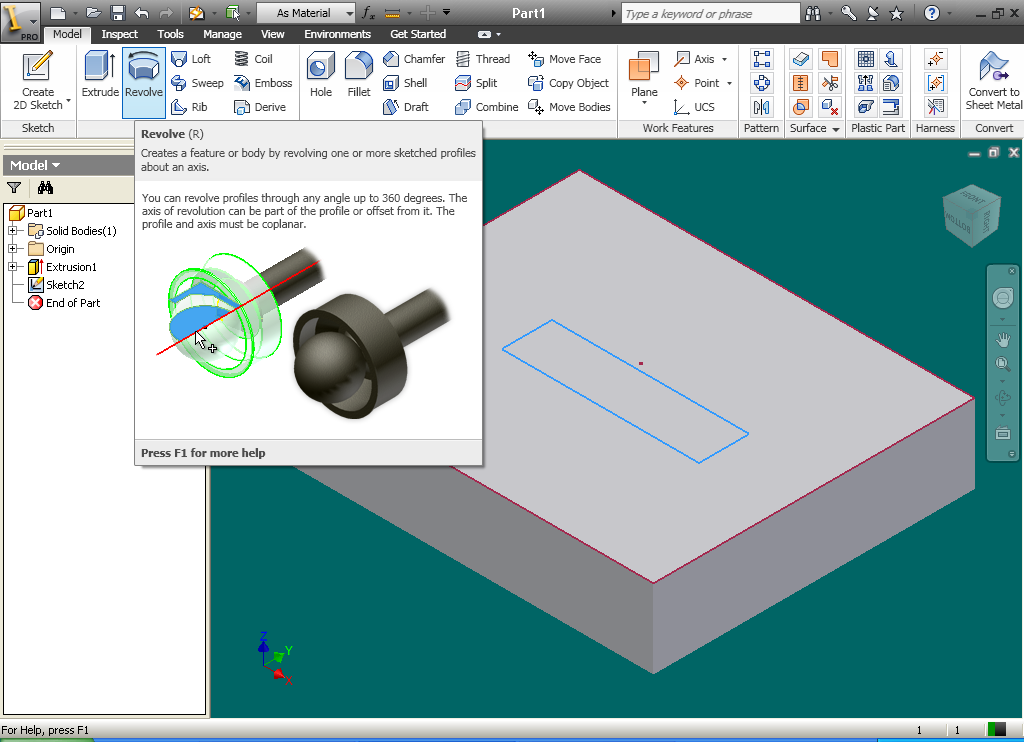 As Material
fx
Part1
Type a keyword or phrase
PRO
Model
Inspect
Tools
Manage
View
Environments
Get Started
Create
2D Sketch
Extrude
Revolve
Loft
Sweep
Rib
Coil
Emboss
Derive
Hole
Fillet
Chamfer
Shell
Draft
Thread
Split
Combine
Move Face
Copy Object
Move Bodies
Plane
Axis
Point
UCS
Convert to
Sheet Metal
Sketch
Work Features
Pattern
Surface
Plastic Part
Harness
Convert
Revolve (R)
Creates a feature or body by revolving one or more sketched profiles
about an axis.
You can revolve profiles through any angle up to 360 degrees. The
axis of revolution can be part of the profile or offset from it. The
profile and axis must be coplanar.
Press F1 for more help
Model
Part1
Solid Bodies(1)
Origin
Extrusion1
Sketch2
End of Part
FRONT
BOTTOM
RIGHT
Z
Y
X
For Help, press F1
1
1